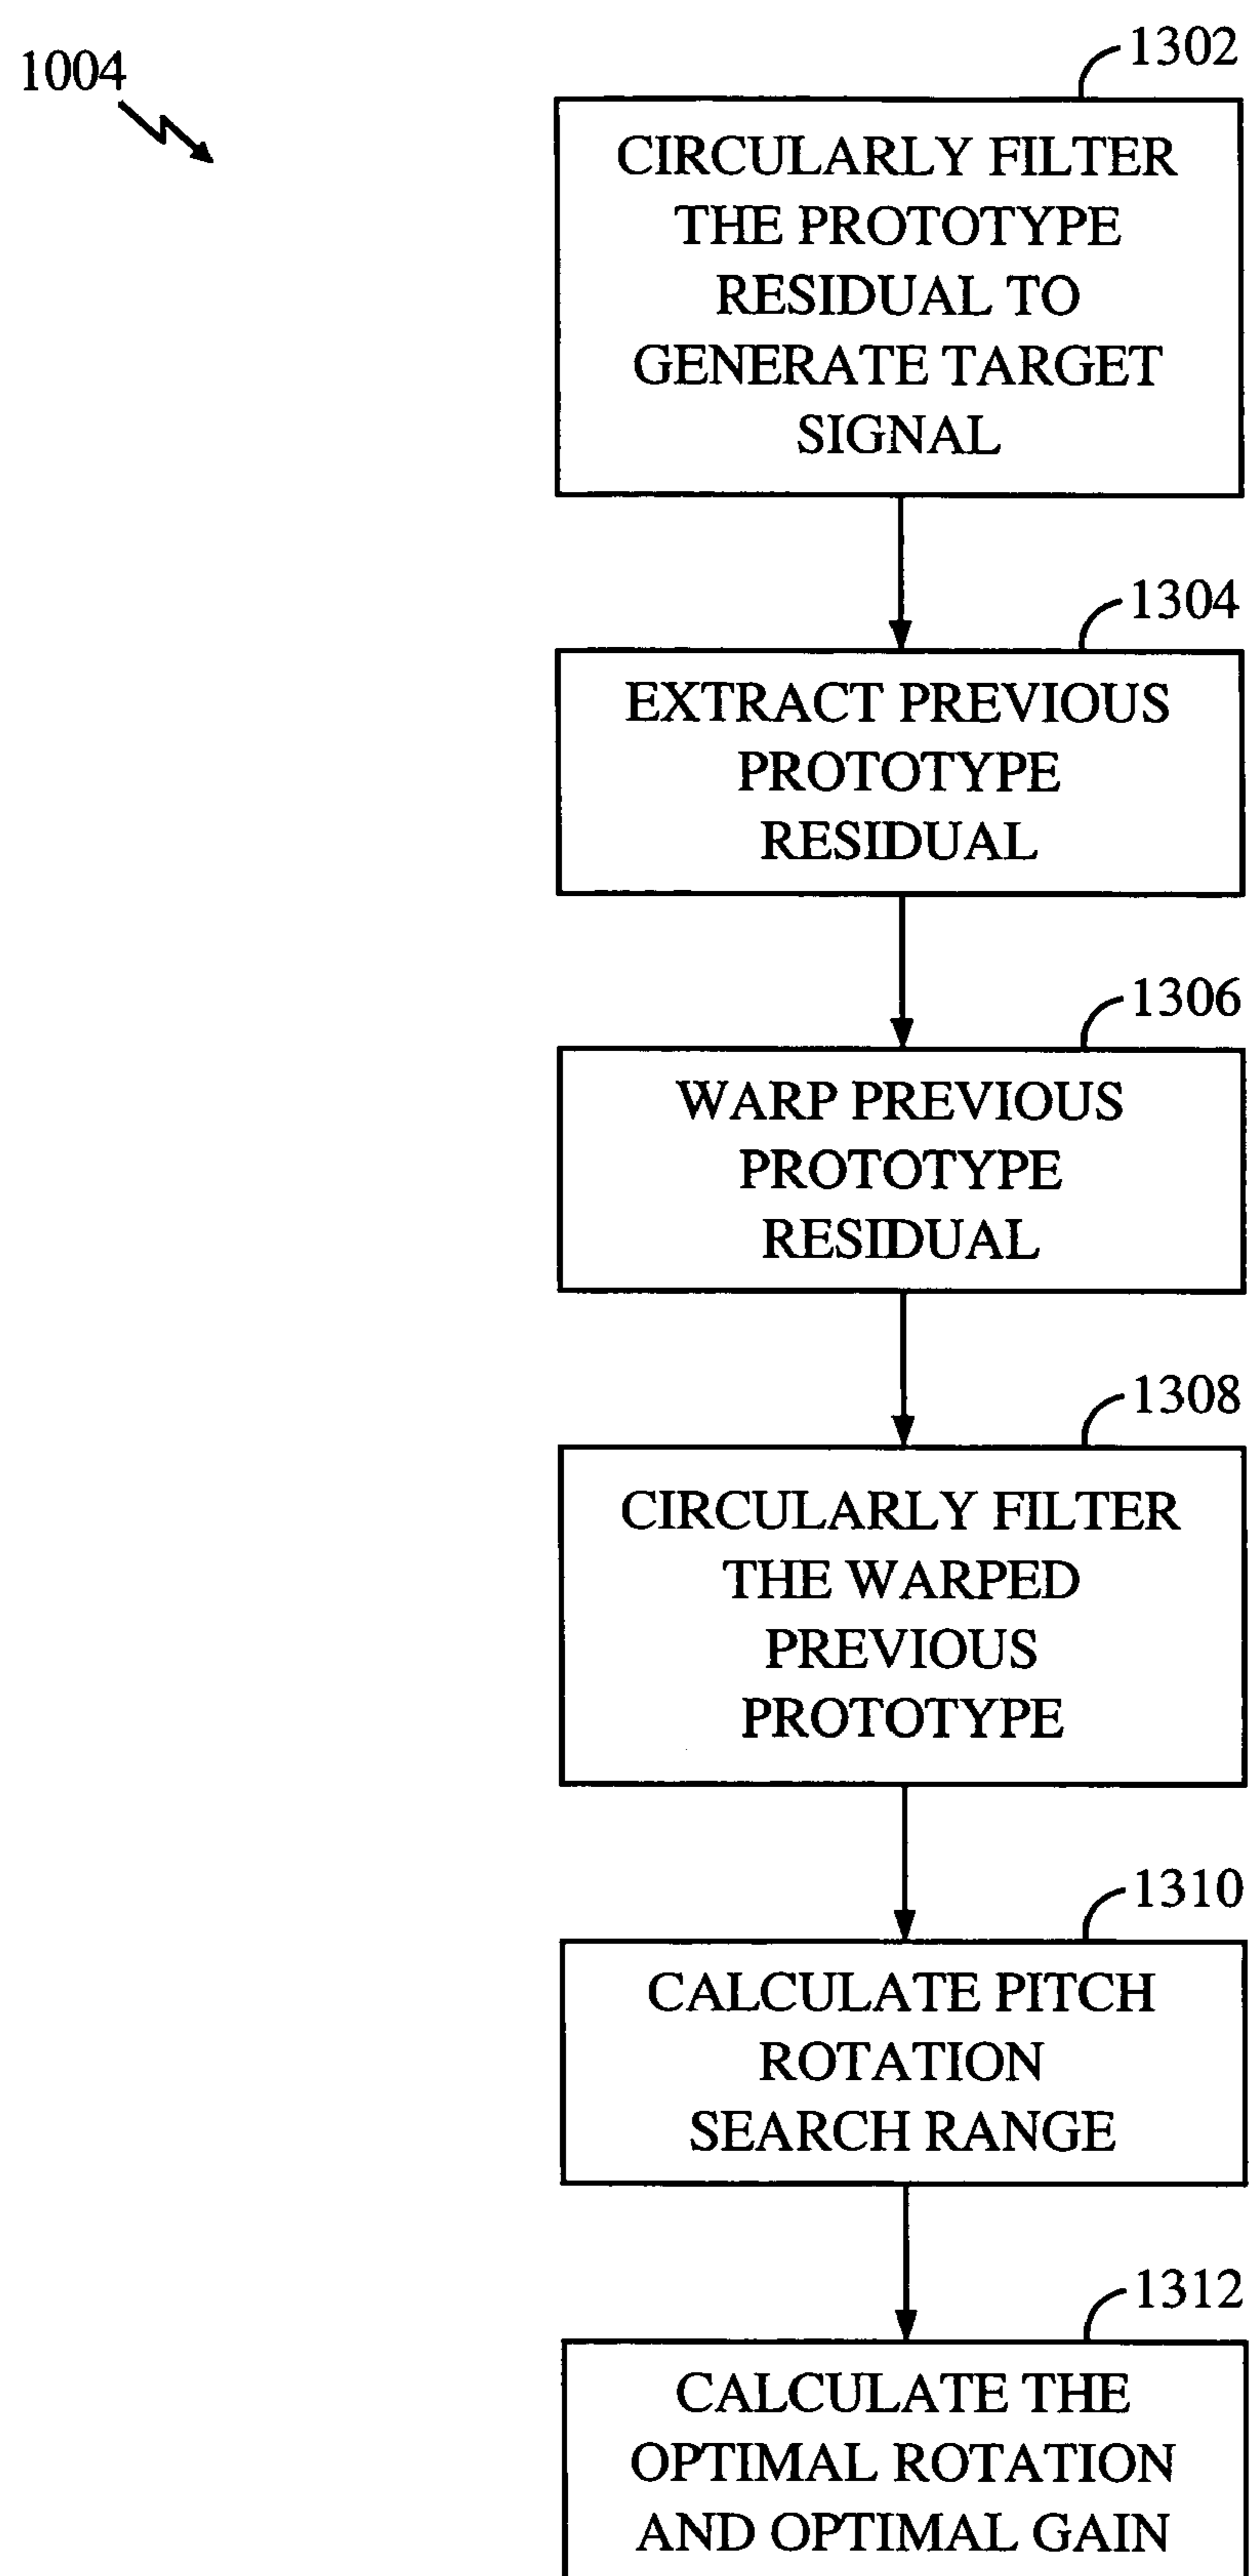 1004
1302
CIRCULARLY FILTER
THE PROTOTYPE
RESIDUAL TO
GENERATE TARGET
SIGNAL
1304
EXTRACT PREVIOUS
PROTOTYPE
RESIDUAL
1306
WARP PREVIOUS
PROTOTYPE
RESIDUAL
1308
CIRCULARLY FILTER
THE WARPED
PREVIOUS
PROTOTYPE
1310
CALCULATE PITCH
ROTATION
SEARCH RANGE
1312
CALCULATE THE
OPTIMAL ROTATION
AND OPTIMAL GAIN